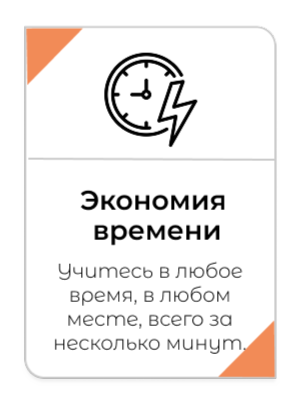 Экономия
времени
Учитесь в любое
время, в любом
месте, всего за
несколько минут.